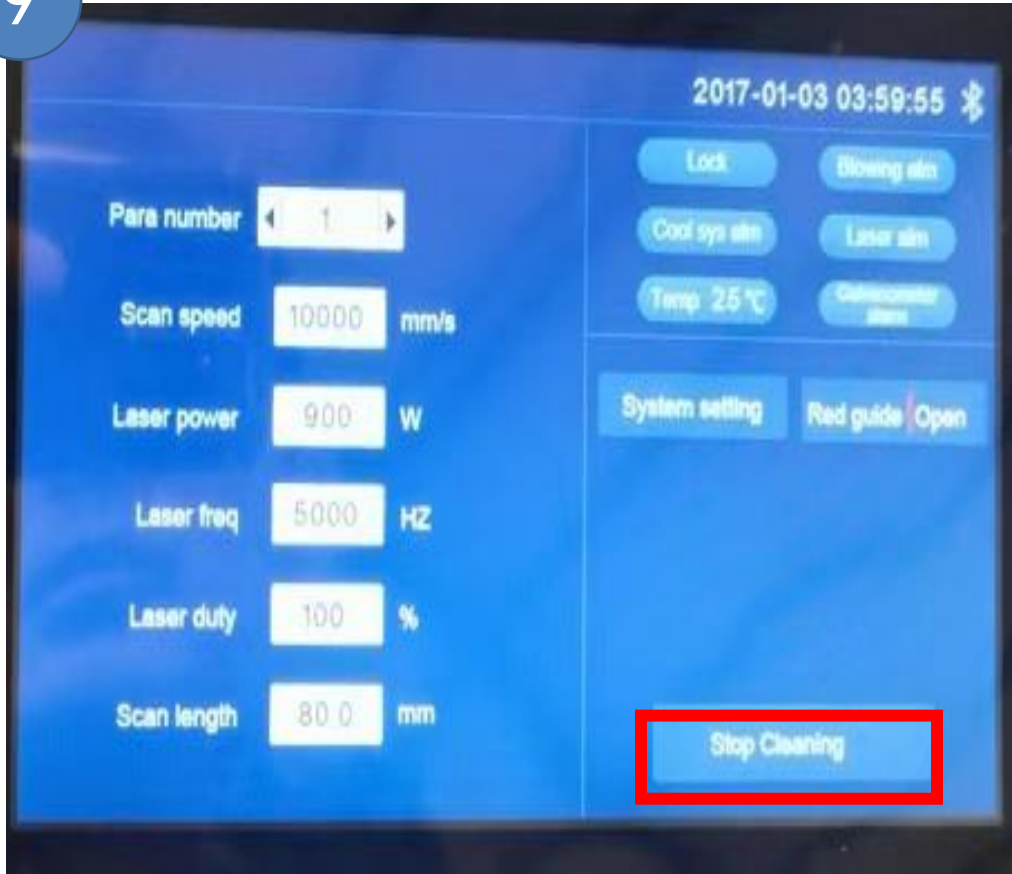 9
2017-01-03 03:59:55
Lock
Blowing alm
Para number 1
Cool sys alm
Laser alm
Scan speed 10000 mm/s
Temp 25 ℃
Laser power 900 W
System setting
Red guide Open
Laser freq 5000 HZ
Laser duty 100 %
Scan length 80.0 mm
Stop Cleaning